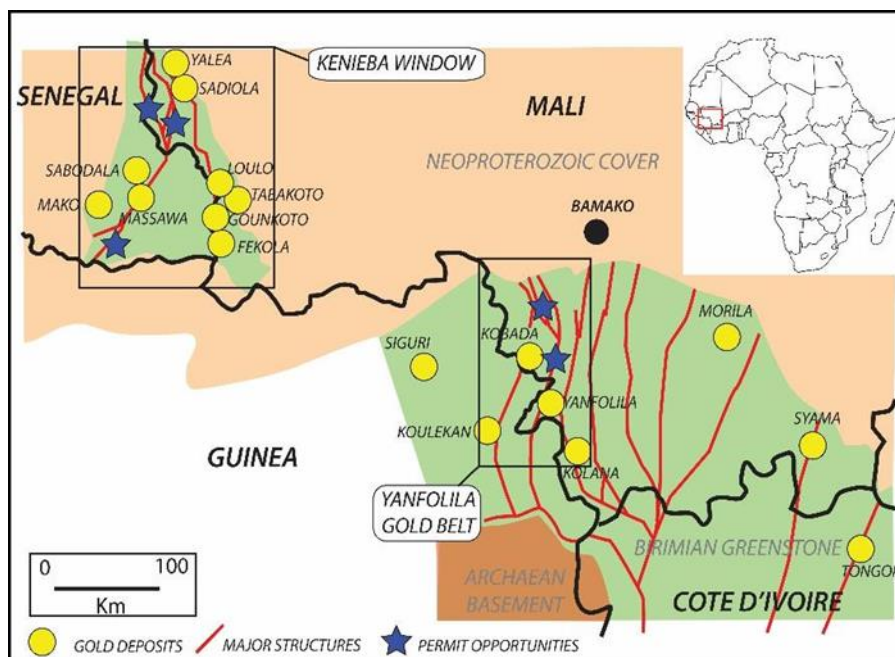 YALEA
KENIEBA WINDOW
SADIOLA
SENEGAL
MALI
NEOPROTEROZOIC COVER
SABODALA
LOULO
TABAKOTO
MAKO
MASSAWA
GOUNKOTO
BAMAKO
FEKOLA
MORILA
KOBADA
SIGURI
YANFOLILA
SYAMA
KOULEKAN
GUINEA
KOLANA
YANFOLILA
GOLD BELT
BIRIMIAN GREENSTONE
TONGON
ARCHAEAN
BASEMENT
COTE D'IVOIRE
0 100
Km
GOLD DEPOSITS MAJOR STRUCTURES PERMIT OPPORTUNITIES